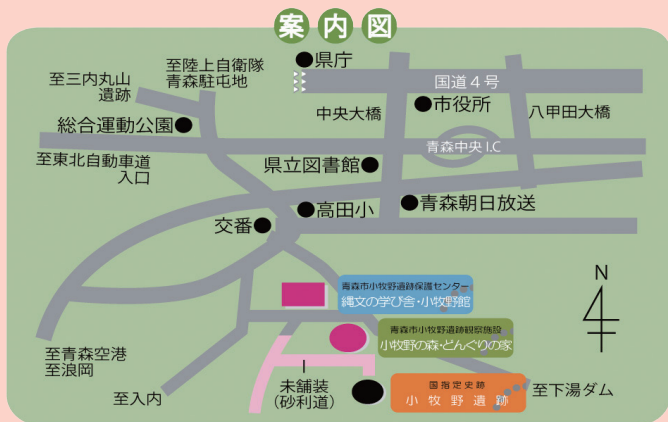 案内図
県庁
国道4号
至陸上自衛隊
青森駐屯地
至三内丸山
遺跡
中央大橋
市役所
八甲田大橋
総合運動公園
青森中央I.C
至東北自動車道
入口
県立図書館
高田小
青森朝日放送
交番
N
青森市小牧野遺跡保護センター
縄文の学び舎・小牧野館
青森市小牧野遺跡観察施設
小牧野の森・どんぐりの家
至青森空港
至浪岡
至入内
未舗装
(砂利道)
国指定史跡
小牧野遺跡
至下湯ダム